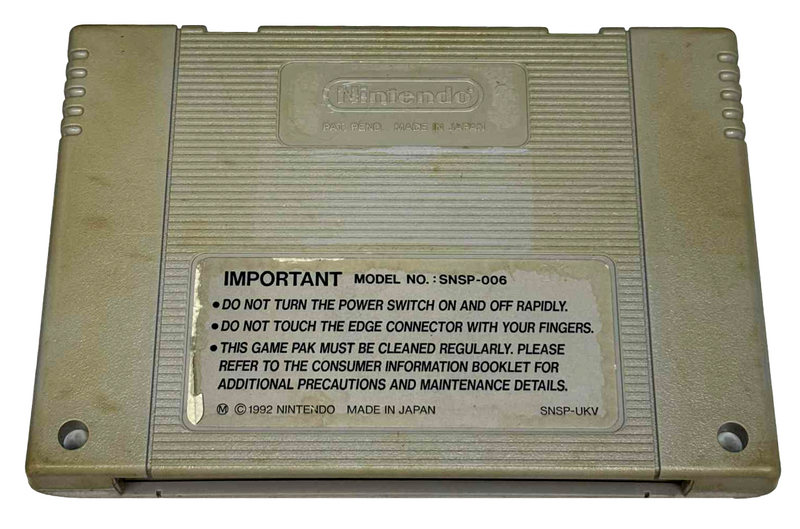 Nintendo
PAT. PEND. MADE IN JAPAN
IMPORTANT MODEL NO. : SNSP-006
• DO NOT TURN THE POWER SWITCH ON AND OFF RAPIDLY.
• DO NOT TOUCH THE EDGE CONNECTOR WITH YOUR FINGERS.
• THIS GAME PAK MUST BE CLEANED REGULARLY. PLEASE
REFER TO THE CONSUMER INFORMATION BOOKLET FOR
ADDITIONAL PRECAUTIONS AND MAINTENANCE DETAILS.
Ⓜ © 1992 NINTENDO MADE IN JAPAN SNSP-UKV